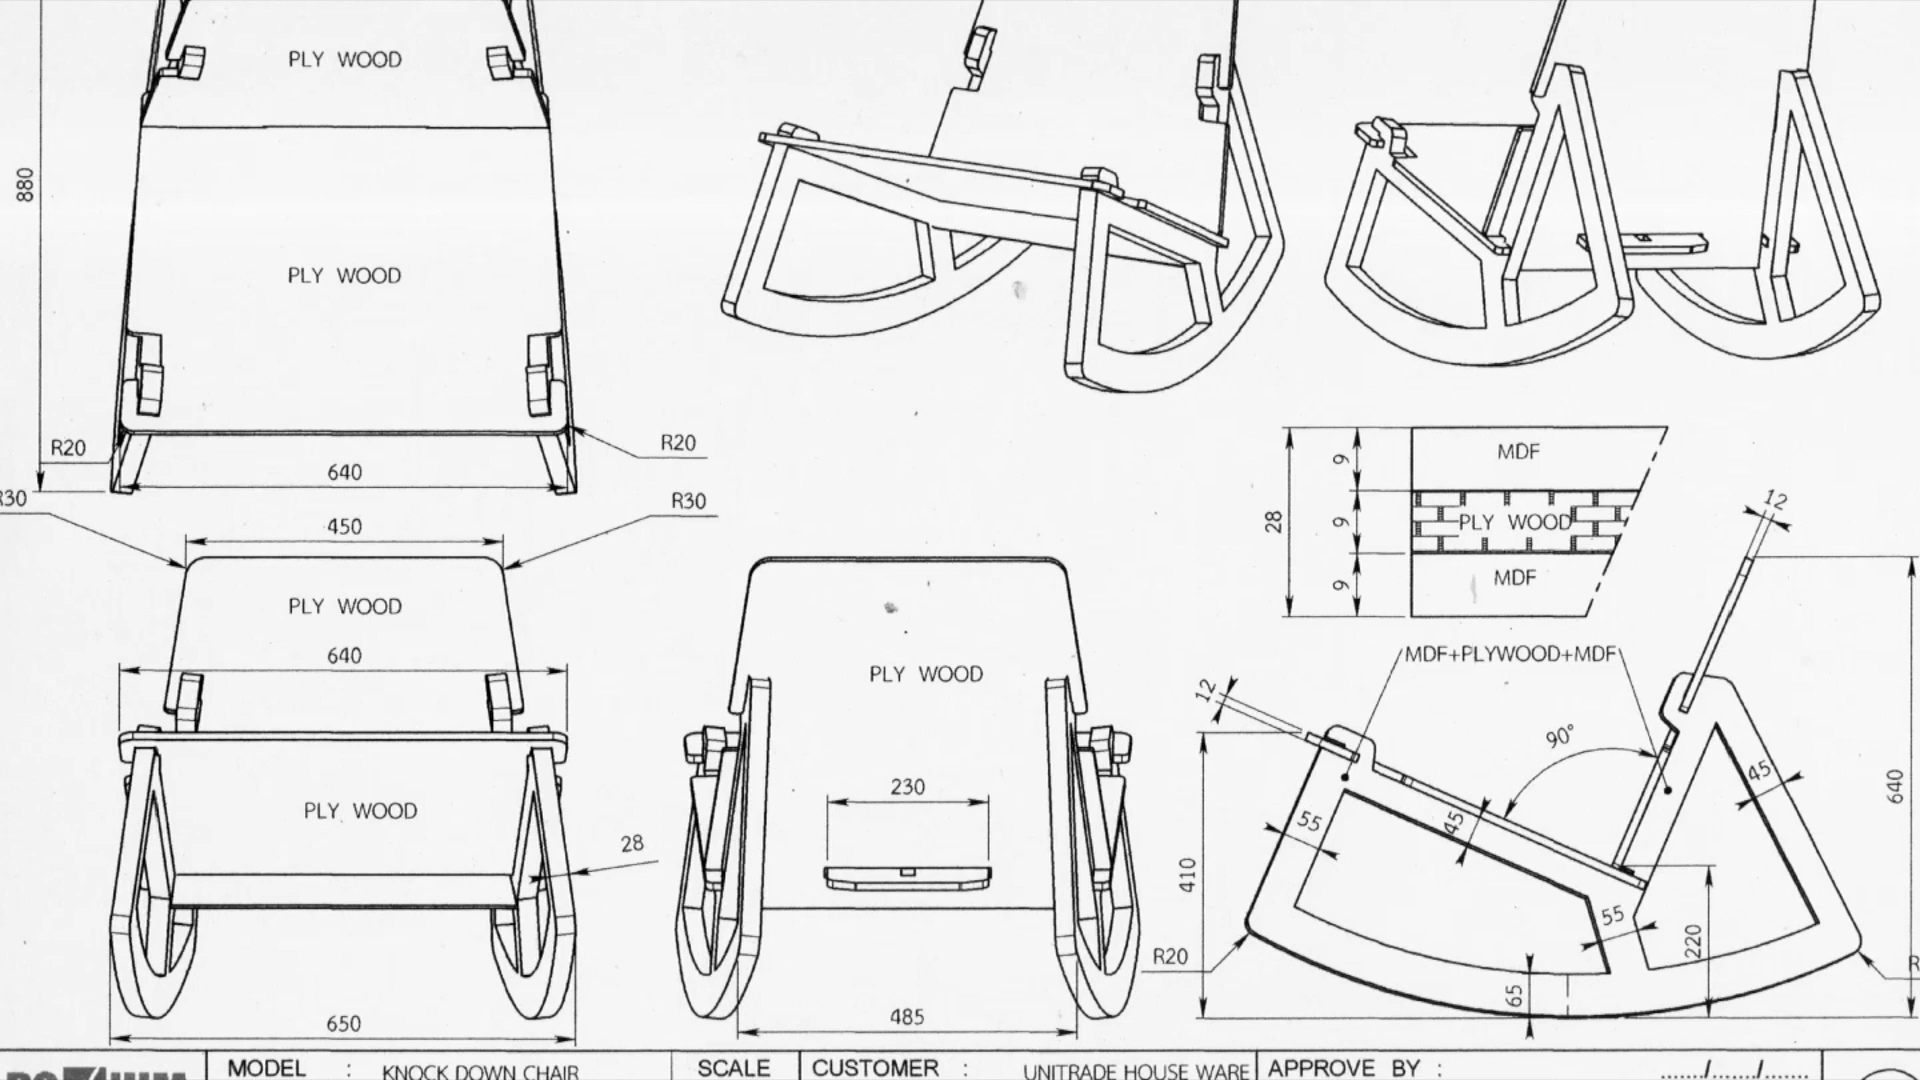 PLY WOOD
880
PLY WOOD
R20
R20
640
R30
R30
450
PLY WOOD
640
PLY WOOD
28
650
PLY WOOD
230
485
9
MDF
28
9
PLY WOOD
9
MDF
12
MDF+PLYWOOD+MDF
12
90°
45
640
55
45
410
55
220
R20
65
MODEL : KNOCK DOWN CHAIR
SCALE
CUSTOMER : UNITRADE HOUSE WARE
APPROVE BY : ....../....../......